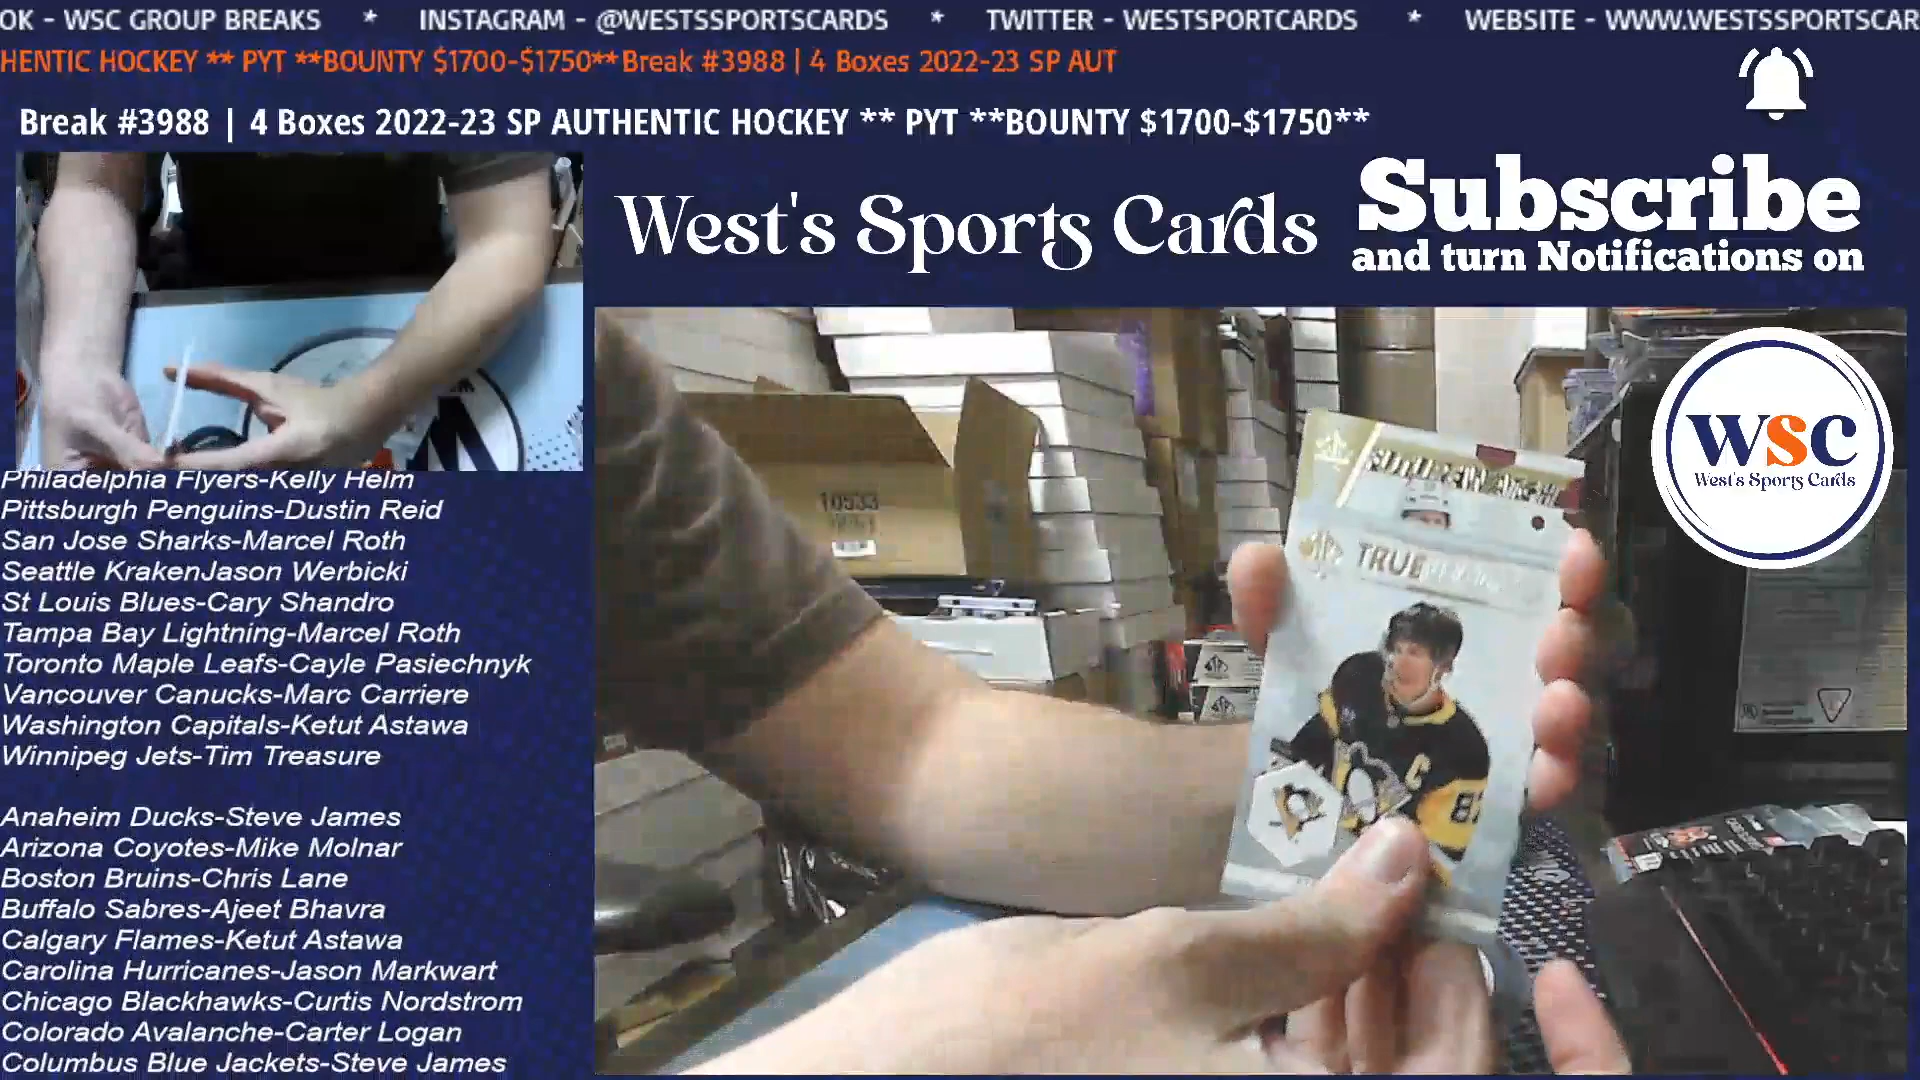 OK - WSC GROUP BREAKS * INSTAGRAM - @WESTSSPORTSCARDS * TWITTER - WESTSPORTCARDS * WEBSITE - WWW.WESTSSPORTSCAR
HENTIC HOCKEY ** PYT **BOUNTY $1700-$1750**Break #3988 | 4 Boxes 2022-23 SP AUT
Break #3988 | 4 Boxes 2022-23 SP AUTHENTIC HOCKEY ** PYT **BOUNTY $1700-$1750**
West's Sports Cards
Subscribe
and turn Notifications on
WSC
West's Sports Cards
10533
TRUE
C
Philadelphia Flyers-Kelly Helm
Pittsburgh Penguins-Dustin Reid
San Jose Sharks-Marcel Roth
Seattle KrakenJason Werbicki
St Louis Blues-Cary Shandro
Tampa Bay Lightning-Marcel Roth
Toronto Maple Leafs-Cayle Pasiechnyk
Vancouver Canucks-Marc Carriere
Washington Capitals-Ketut Astawa
Winnipeg Jets-Tim Treasure
Anaheim Ducks-Steve James
Arizona Coyotes-Mike Molnar
Boston Bruins-Chris Lane
Buffalo Sabres-Ajeet Bhavra
Calgary Flames-Ketut Astawa
Carolina Hurricanes-Jason Markwart
Chicago Blackhawks-Curtis Nordstrom
Colorado Avalanche-Carter Logan
Columbus Blue Jackets-Steve James